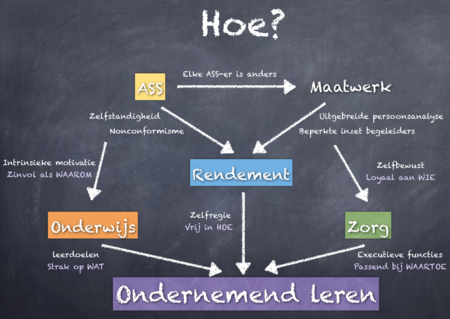 Hoe?
Elke ASS-er is anders
ASS
Maatwerk
Zelfstandigheid
Nonconformisme
Uitgebreide persoonsanalyse
Beperkte inzet begeleiders
Intrinsieke motivatie
Zinvol als WAAROM
Rendement
Zelfbewust
Loyaal aan WIE
Onderwijs
Zelfregie
Vrij in HOE
Zorg
leerdoelen
Strak op WAT
Executieve functies
Passend bij WAARTOE
Ondernemend leren